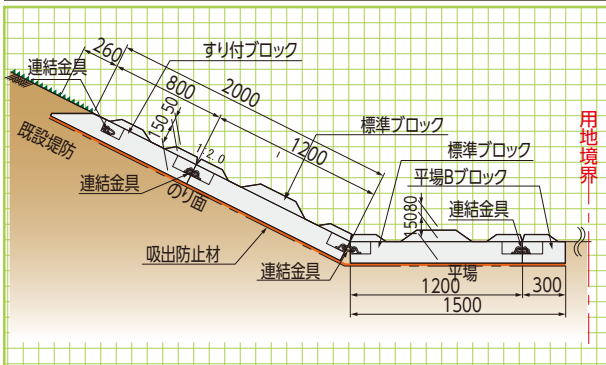 260
すり付ブロック
連結金具
800
2000
50
150
標準ブロック
1:2.0
1200
標準ブロック
用地境界
既設堤防
平場Bブロック
連結金具
のり面
連結金具
80
150
吹出防止材
連結金具
平場
1200
300
1500